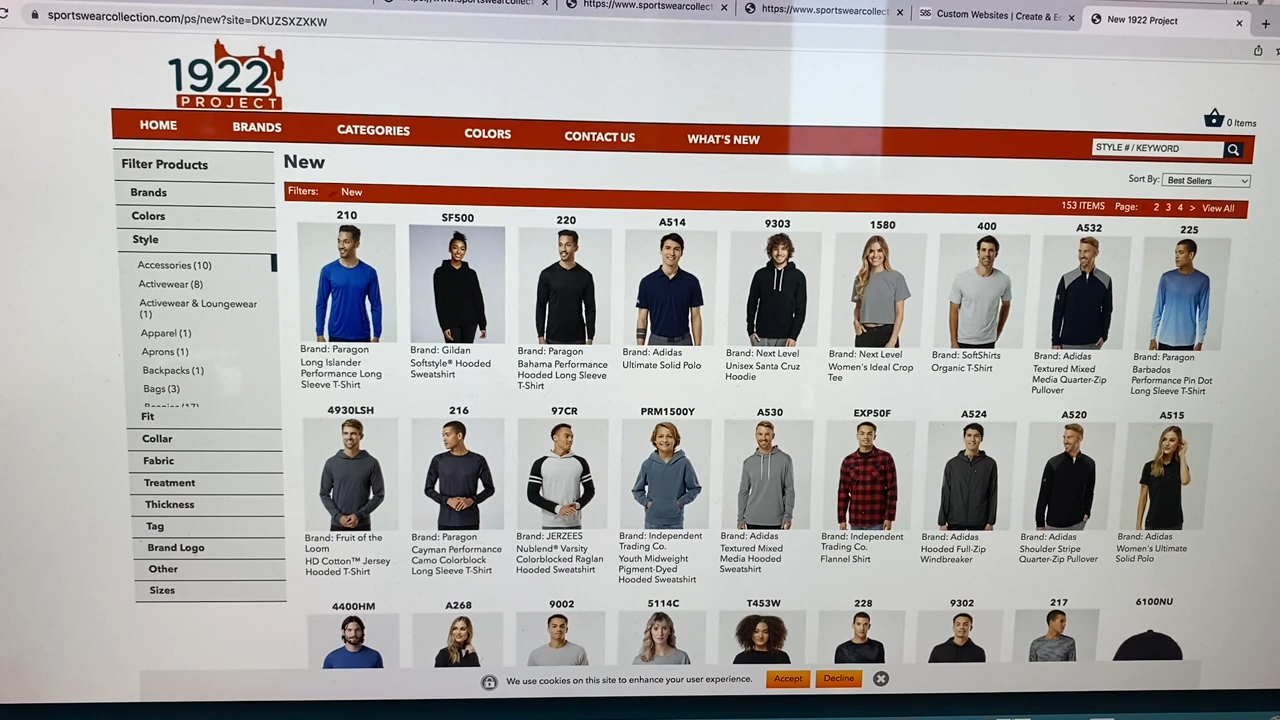 https://www.sportswearcollect
https://www.sportswearcollect
Custom Websites | Create & E
New 1922 Project
sportswearcollection.com/ps/new?site=DKUZSXZXKW
1922
PROJECT
0 Items
HOME BRANDS CATEGORIES COLORS CONTACT US WHAT'S NEW
STYLE # / KEYWORD
Filter Products
New
Sort By: Best Sellers
Filters: New
153 ITEMS Page: 2 3 4 > View All
Brands
Colors
Style
Accessories (10)
Activewear (8)
Activewear & Loungewear
(1)
Apparel (1)
Aprons (1)
Backpacks (1)
Bags (3)
Fit
Collar
Fabric
Treatment
Thickness
Tag
Brand Logo
Other
Sizes
210
Brand: Paragon
Long Islander
Performance Long
Sleeve T-Shirt
SF500
Brand: Gildan
Softstyle® Hooded
Sweatshirt
220
Brand: Paragon
Bahama Performance
Hooded Long Sleeve
T-Shirt
A514
Brand: Adidas
Ultimate Solid Polo
9303
Brand: Next Level
Unisex Santa Cruz
Hoodie
1580
Brand: Next Level
Women's Ideal Crop
Tee
400
Brand: SoftShirts
Organic T-Shirt
A532
Brand: Adidas
Textured Mixed
Media Quarter-Zip
Pullover
225
Brand: Paragon
Barbados
Performance Pin Dot
Long Sleeve T-Shirt
4930LSH
Brand: Fruit of the
Loom
HD Cotton™ Jersey
Hooded T-Shirt
216
Brand: Paragon
Cayman Performance
Camo Colorblock
Long Sleeve T-Shirt
97CR
Brand: JERZEES
Nublend® Varsity
Colorblocked Raglan
Hooded Sweatshirt
PRM1500Y
Brand: Independent
Trading Co.
Youth Midweight
Pigment-Dyed
Hooded Sweatshirt
A530
Brand: Adidas
Textured Mixed
Media Hooded
Sweatshirt
EXP50F
Brand: Independent
Trading Co.
Flannel Shirt
A524
Brand: Adidas
Hooded Full-Zip
Windbreaker
A520
Brand: Adidas
Shoulder Stripe
Quarter-Zip Pullover
A515
Brand: Adidas
Women's Ultimate
Solid Polo
4400HM
A268
9002
5114C
T453W
228
9302
217
6100NU
We use cookies on this site to enhance your user experience.
Accept
Decline